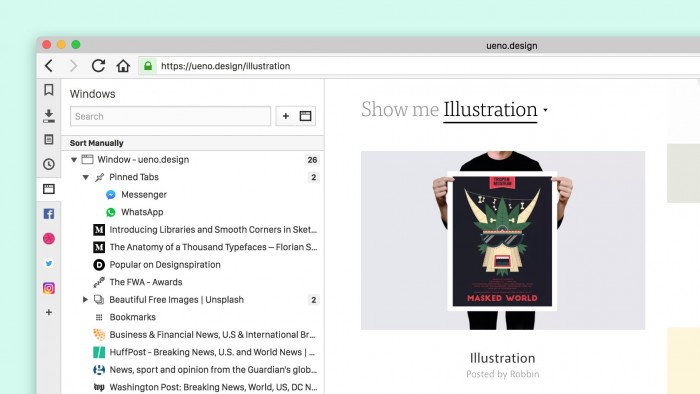 ueno.design
https://ueno.design/illustration
Windows
Search
Sort Manually
Window - ueno.design 26
Pinned Tabs 2
Messenger
WhatsApp
Introducing Libraries and Smooth Corners in Sket...
The Anatomy of a Thousand Typefaces – Florian S...
Popular on Designspiration
The FWA - Awards
Beautiful Free Images | Unsplash 2
Bookmarks
Business & Financial News, U.S & International Br...
HuffPost - Breaking News, U.S. and World News | ...
News, sport and opinion from the Guardian's glob...
Washington Post: Breaking News, World, US, DC N...
Show me Illustration
MASKED WORLD
Illustration
Posted by Robbin